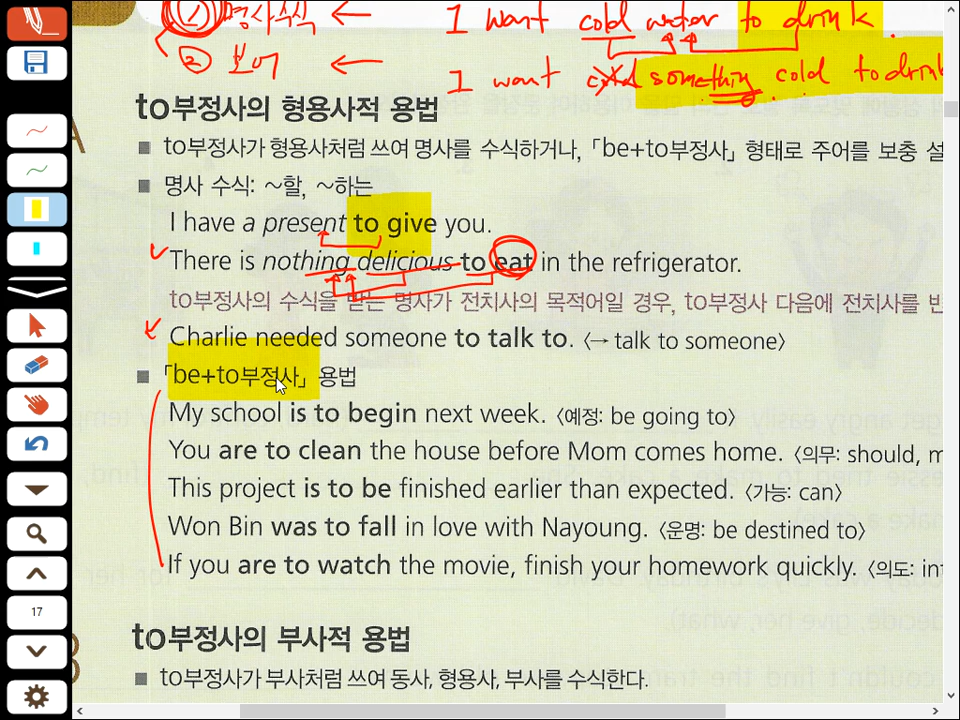 ① 명사수식 ← I want cold water to drink.
② 보어 ← I want cold something cold to drink
to부정사의 형용사적 용법
■ to부정사가 형용사처럼 쓰여 명사를 수식하거나, 「be+to부정사」 형태로 주어를 보충 설
■ 명사 수식: ~할, ~하는
I have a present to give you.
There is nothing delicious to eat in the refrigerator.
to부정사의 수식을 받는 명사가 전치사의 목적어일 경우, to부정사 다음에 전치사를 반
Charlie needed someone to talk to. 〈→ talk to someone〉
■ 「be+to부정사」 용법
My school is to begin next week. 〈예정: be going to〉
You are to clean the house before Mom comes home. 〈의무: should, m
This project is to be finished earlier than expected. 〈가능: can〉
Won Bin was to fall in love with Nayoung. 〈운명: be destined to〉
If you are to watch the movie, finish your homework quickly. 〈의도: int
17
to부정사의 부사적 용법
■ to부정사가 부사처럼 쓰여 동사, 형용사, 부사를 수식한다.